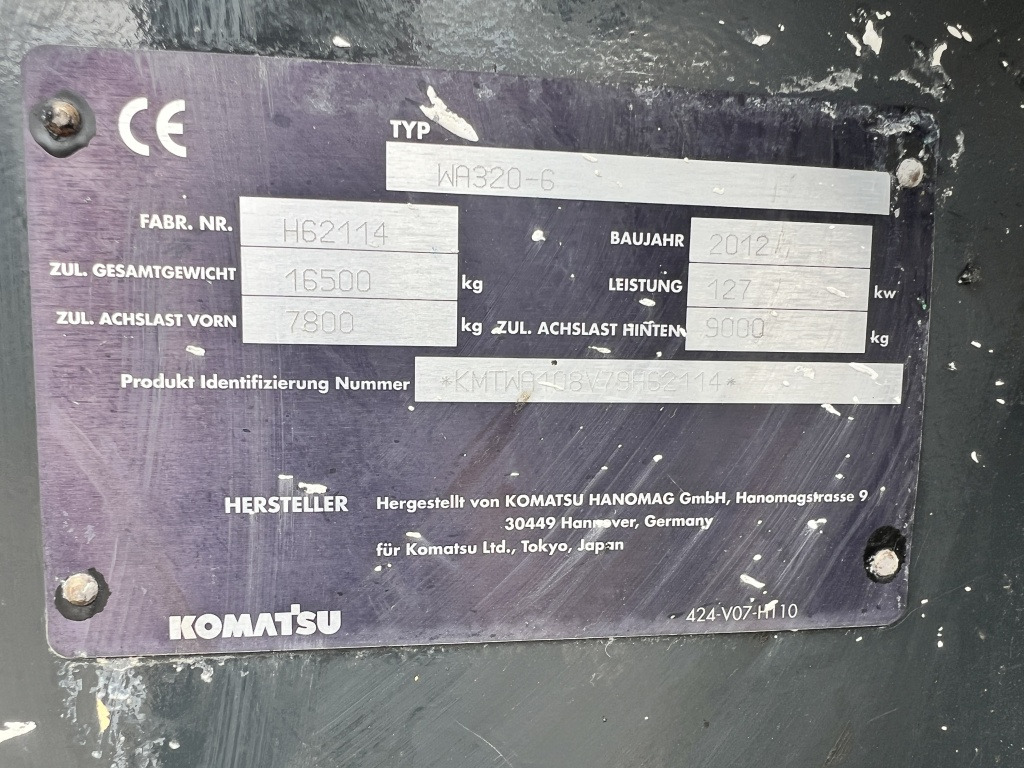 CE
TYP WA320-6
FABR. NR. H62114 BAUJAHR 2012
ZUL. GESAMTGEWICHT 16500 kg LEISTUNG 127 kw
ZUL. ACHSLAST VORN 7800 kg ZUL. ACHSLAST HINTEN 9000 kg
Produkt Identifizierung Nummer
HERSTELLER Hergestellt von KOMATSU HANOMAG GmbH, Hanomagstrasse 9
30449 Hannover, Germany
für Komatsu Ltd., Tokyo, Japan
KOMATSU 424-V07-H110